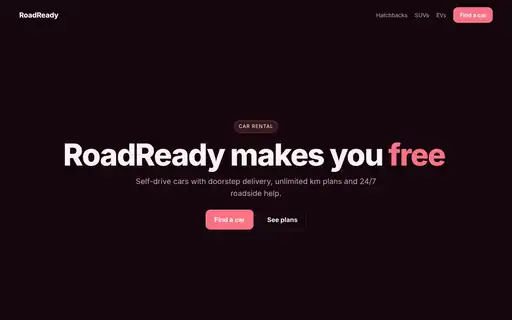 RoadReady
Hatchbacks SUVs EVs Find a car
CAR RENTAL
RoadReady makes you free
Self-drive cars with doorstep delivery, unlimited km plans and 24/7
roadside help.
Find a car See plans